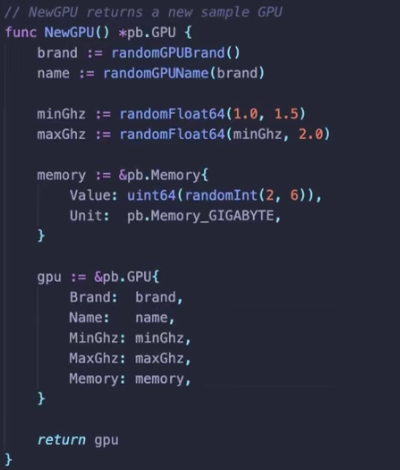 // NewGPU returns a new sample GPU
func NewGPU() *pb.GPU {
    brand := randomGPUBrand()
    name := randomGPUName(brand)

    minGhz := randomFloat64(1.0, 1.5)
    maxGhz := randomFloat64(minGhz, 2.0)

    memory := &pb.Memory{
        Value: uint64(randomInt(2, 6)),
        Unit:  pb.Memory_GIGABYTE,
    }

    gpu := &pb.GPU{
        Brand:  brand,
        Name:   name,
        MinGhz: minGhz,
        MaxGhz: maxGhz,
        Memory: memory,
    }

    return gpu
}